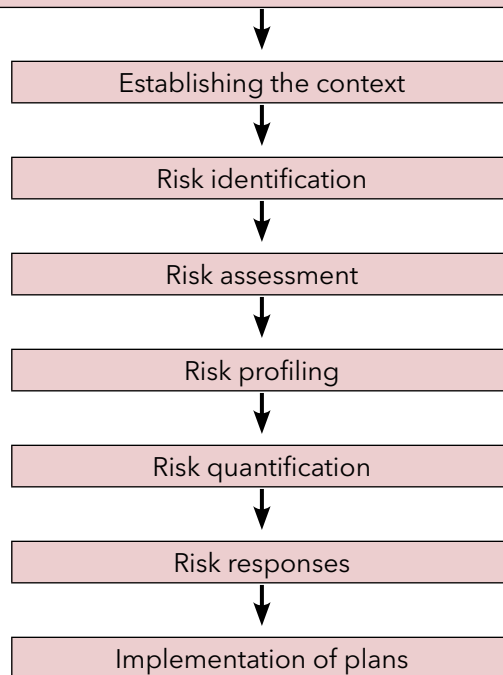 Establishing the context
Risk identification
Risk assessment
Risk profiling
Risk quantification
Risk responses
Implementation of plans